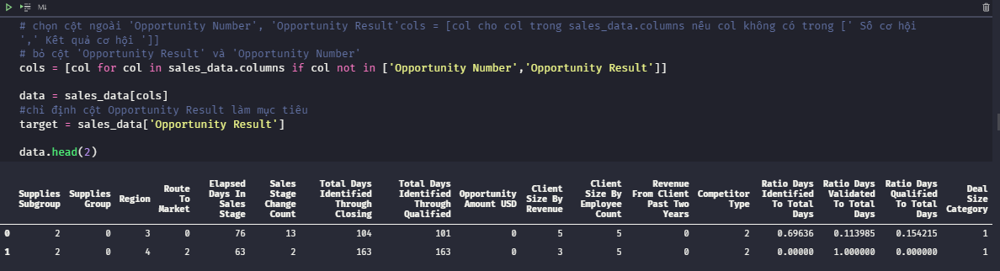 M↓
# chọn cột ngoài 'Opportunity Number', 'Opportunity Result'cols = [col cho col trong sales_data.columns nếu col không có trong [' Số cơ hội
',' Kết quả cơ hội ']]
# bỏ cột 'Opportunity Result' và 'Opportunity Number'
cols = [col for col in sales_data.columns if col not in ['Opportunity Number','Opportunity Result']]
data = sales_data[cols]
#chỉ định cột Opportunity Result làm mục tiêu
target = sales_data['Opportunity Result']
data.head(2)
Supplies Subgroup Supplies Group Region Route To Market Elapsed Days In Sales Stage Sales Stage Change Count Total Days Identified Through Closing Total Days Identified Through Qualified Opportunity Amount USD Client Size By Revenue Client Size By Employee Count Revenue From Client Past Two Years Competitor Type Ratio Days Identified To Total Days Ratio Days Validated To Total Days Ratio Days Qualified To Total Days Deal Size Category
0 2 0 3 0 76 13 104 101 0 5 5 0 2 0.69636 0.113985 0.154215 1
1 2 0 4 2 63 2 163 163 0 3 5 0 2 0.00000 1.000000 0.000000 1